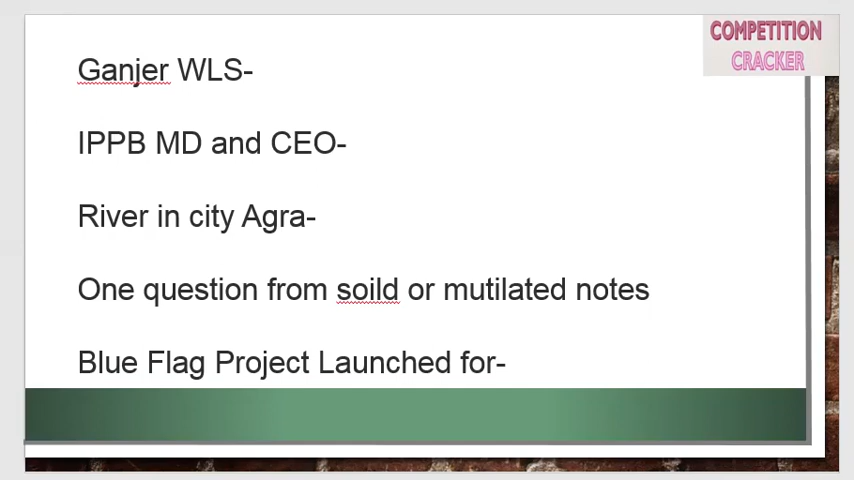 COMPETITION
CRACKER
Ganjer WLS-
IPPB MD and CEO-
River in city Agra-
One question from soild or mutilated notes
Blue Flag Project Launched for-